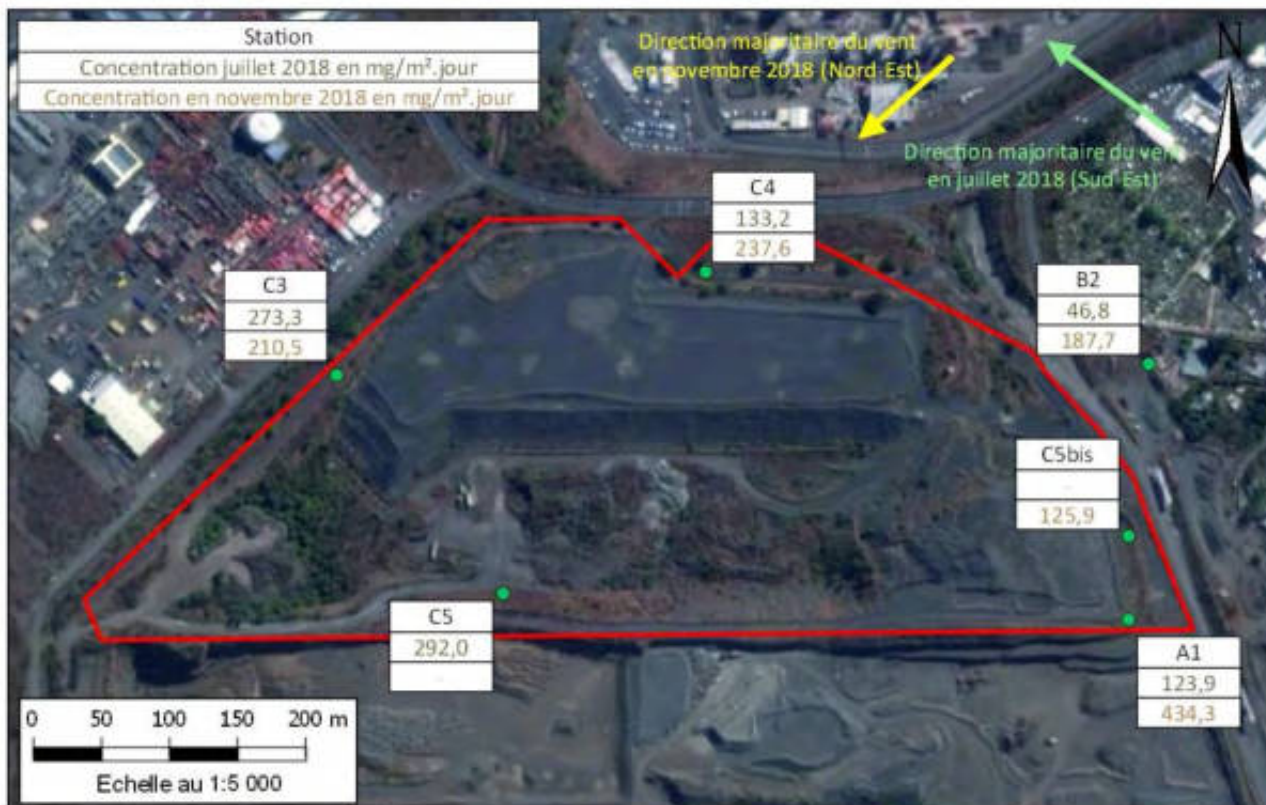 Station
Concentration juillet 2018 en mg/m².jour
Concentration en novembre 2018 en mg/m².jour
Direction majoritaire du vent
en novembre 2018 (Nord Est)
N
Direction majoritaire du vent
en juillet 2018 (Sud Est)
C4
133,2
237,6
C3
273,3
210,5
B2
46,8
187,7
C5bis
-
125,9
C5
292,0
-
A1
123,9
434,3
0 50 100 150 200 m
Echelle au 1:5 000